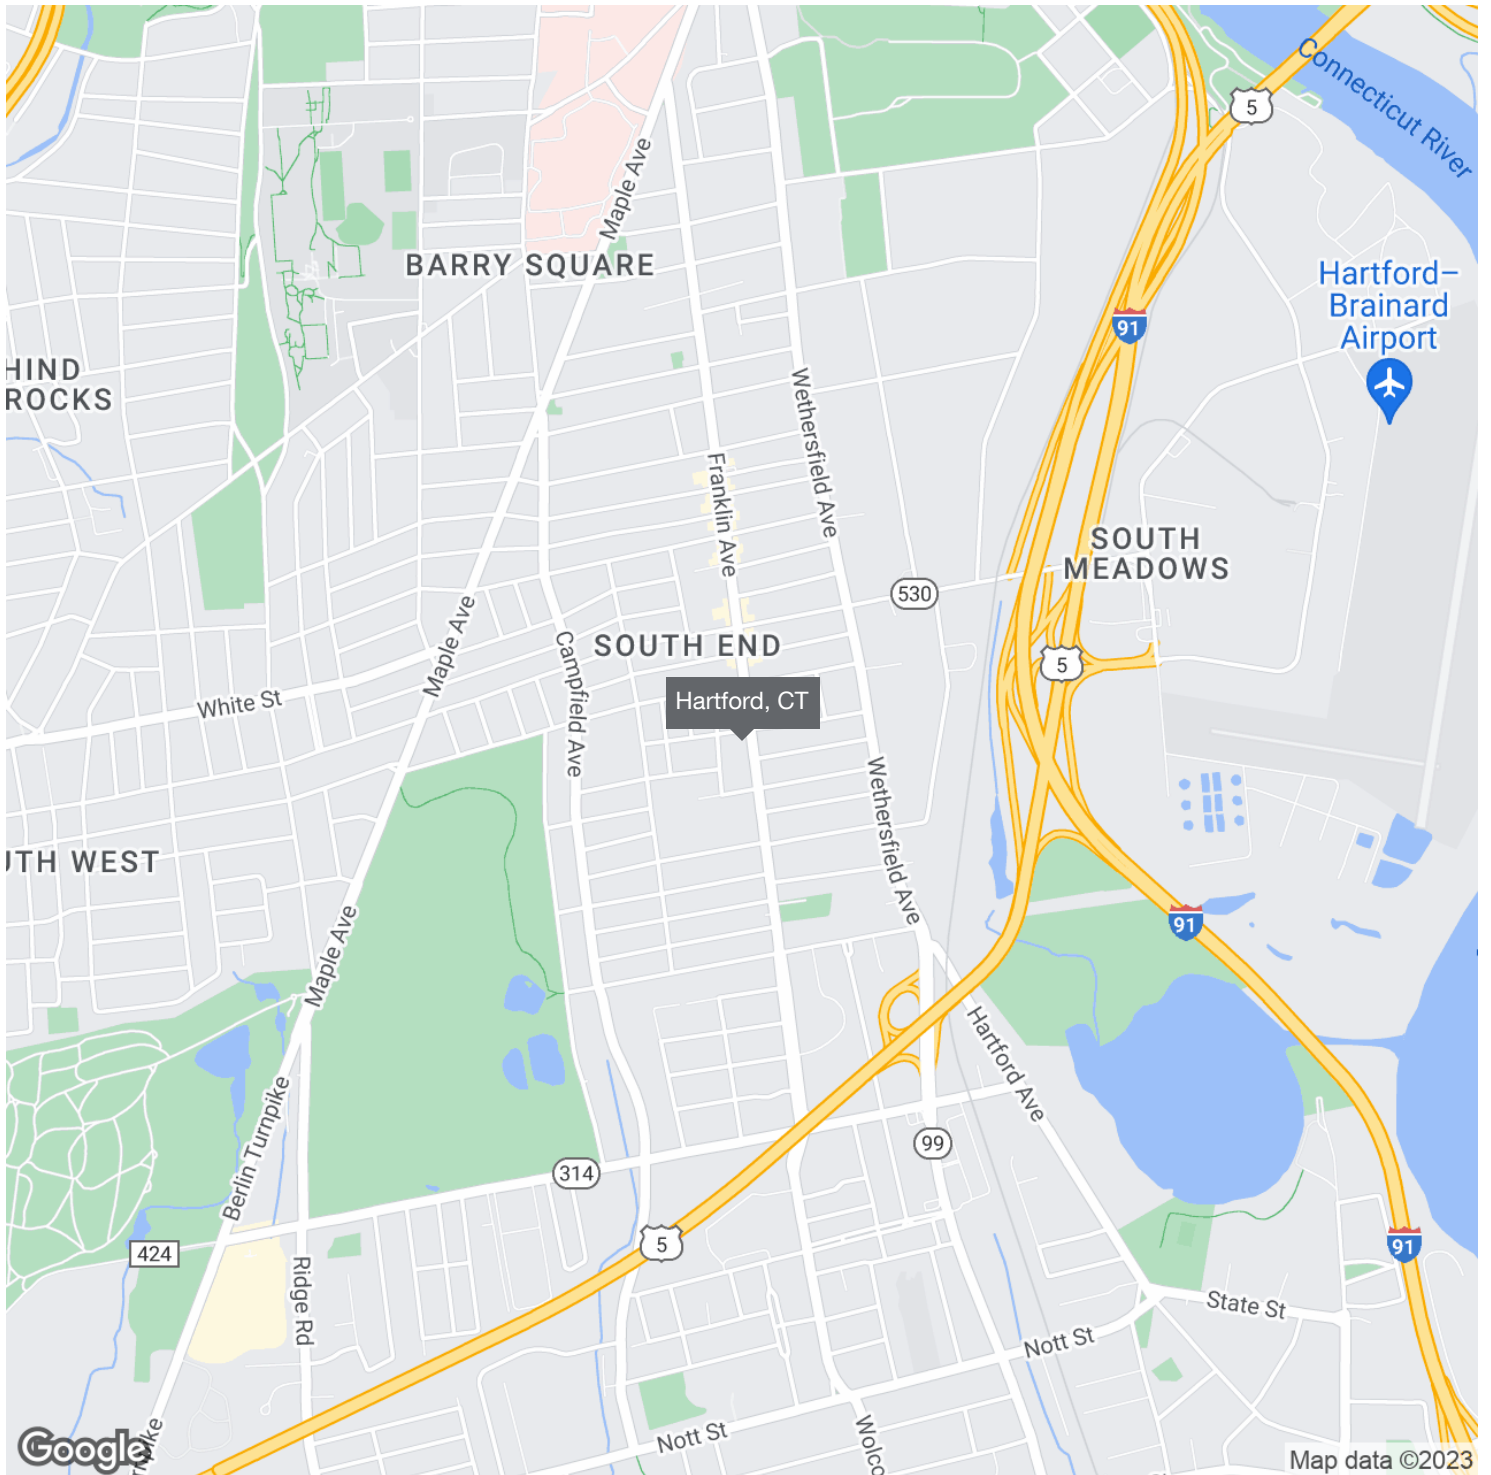 Connecticut River
5
Maple Ave
BARRY SQUARE
Hartford–
Brainard
Airport
91
HIND
ROCKS
Wethersfield Ave
Franklin Ave
SOUTH
MEADOWS
530
Maple Ave
Campfield Ave
SOUTH END
5
White St
Hartford, CT
Wethersfield Ave
UTH WEST
91
Maple Ave
Hartford Ave
Berlin Turnpike
99
314
5
424
91
Ridge Rd
State St
Nott St
Nott St
Wolco
rnpike
Google
Map data ©2023